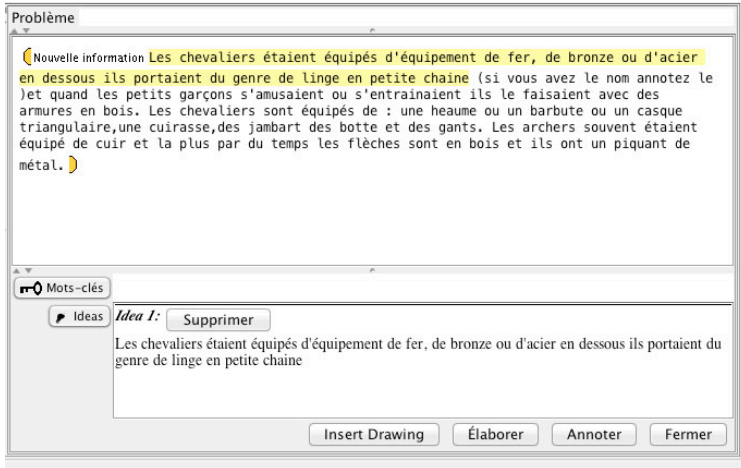 Problème
Nouvelle information Les chevaliers étaient équipés d'équipement de fer, de bronze ou d'acier
en dessous ils portaient du genre de linge en petite chaine (si vous avez le nom annotez le
)et quand les petits garçons s'amusaient ou s'entrainaient ils le faisaient avec des
armures en bois. Les chevaliers sont équipés de : une heaume ou un barbute ou un casque
triangulaire,une cuirasse,des jambart des botte et des gants. Les archers souvent étaient
équipé de cuir et la plus par du temps les flèches sont en bois et ils ont un piquant de
métal.
Mots-clés
Ideas
Idea 1: Supprimer
Les chevaliers étaient équipés d'équipement de fer, de bronze ou d'acier en dessous ils portaient du
genre de linge en petite chaine
Insert Drawing Élaborer Annoter Fermer